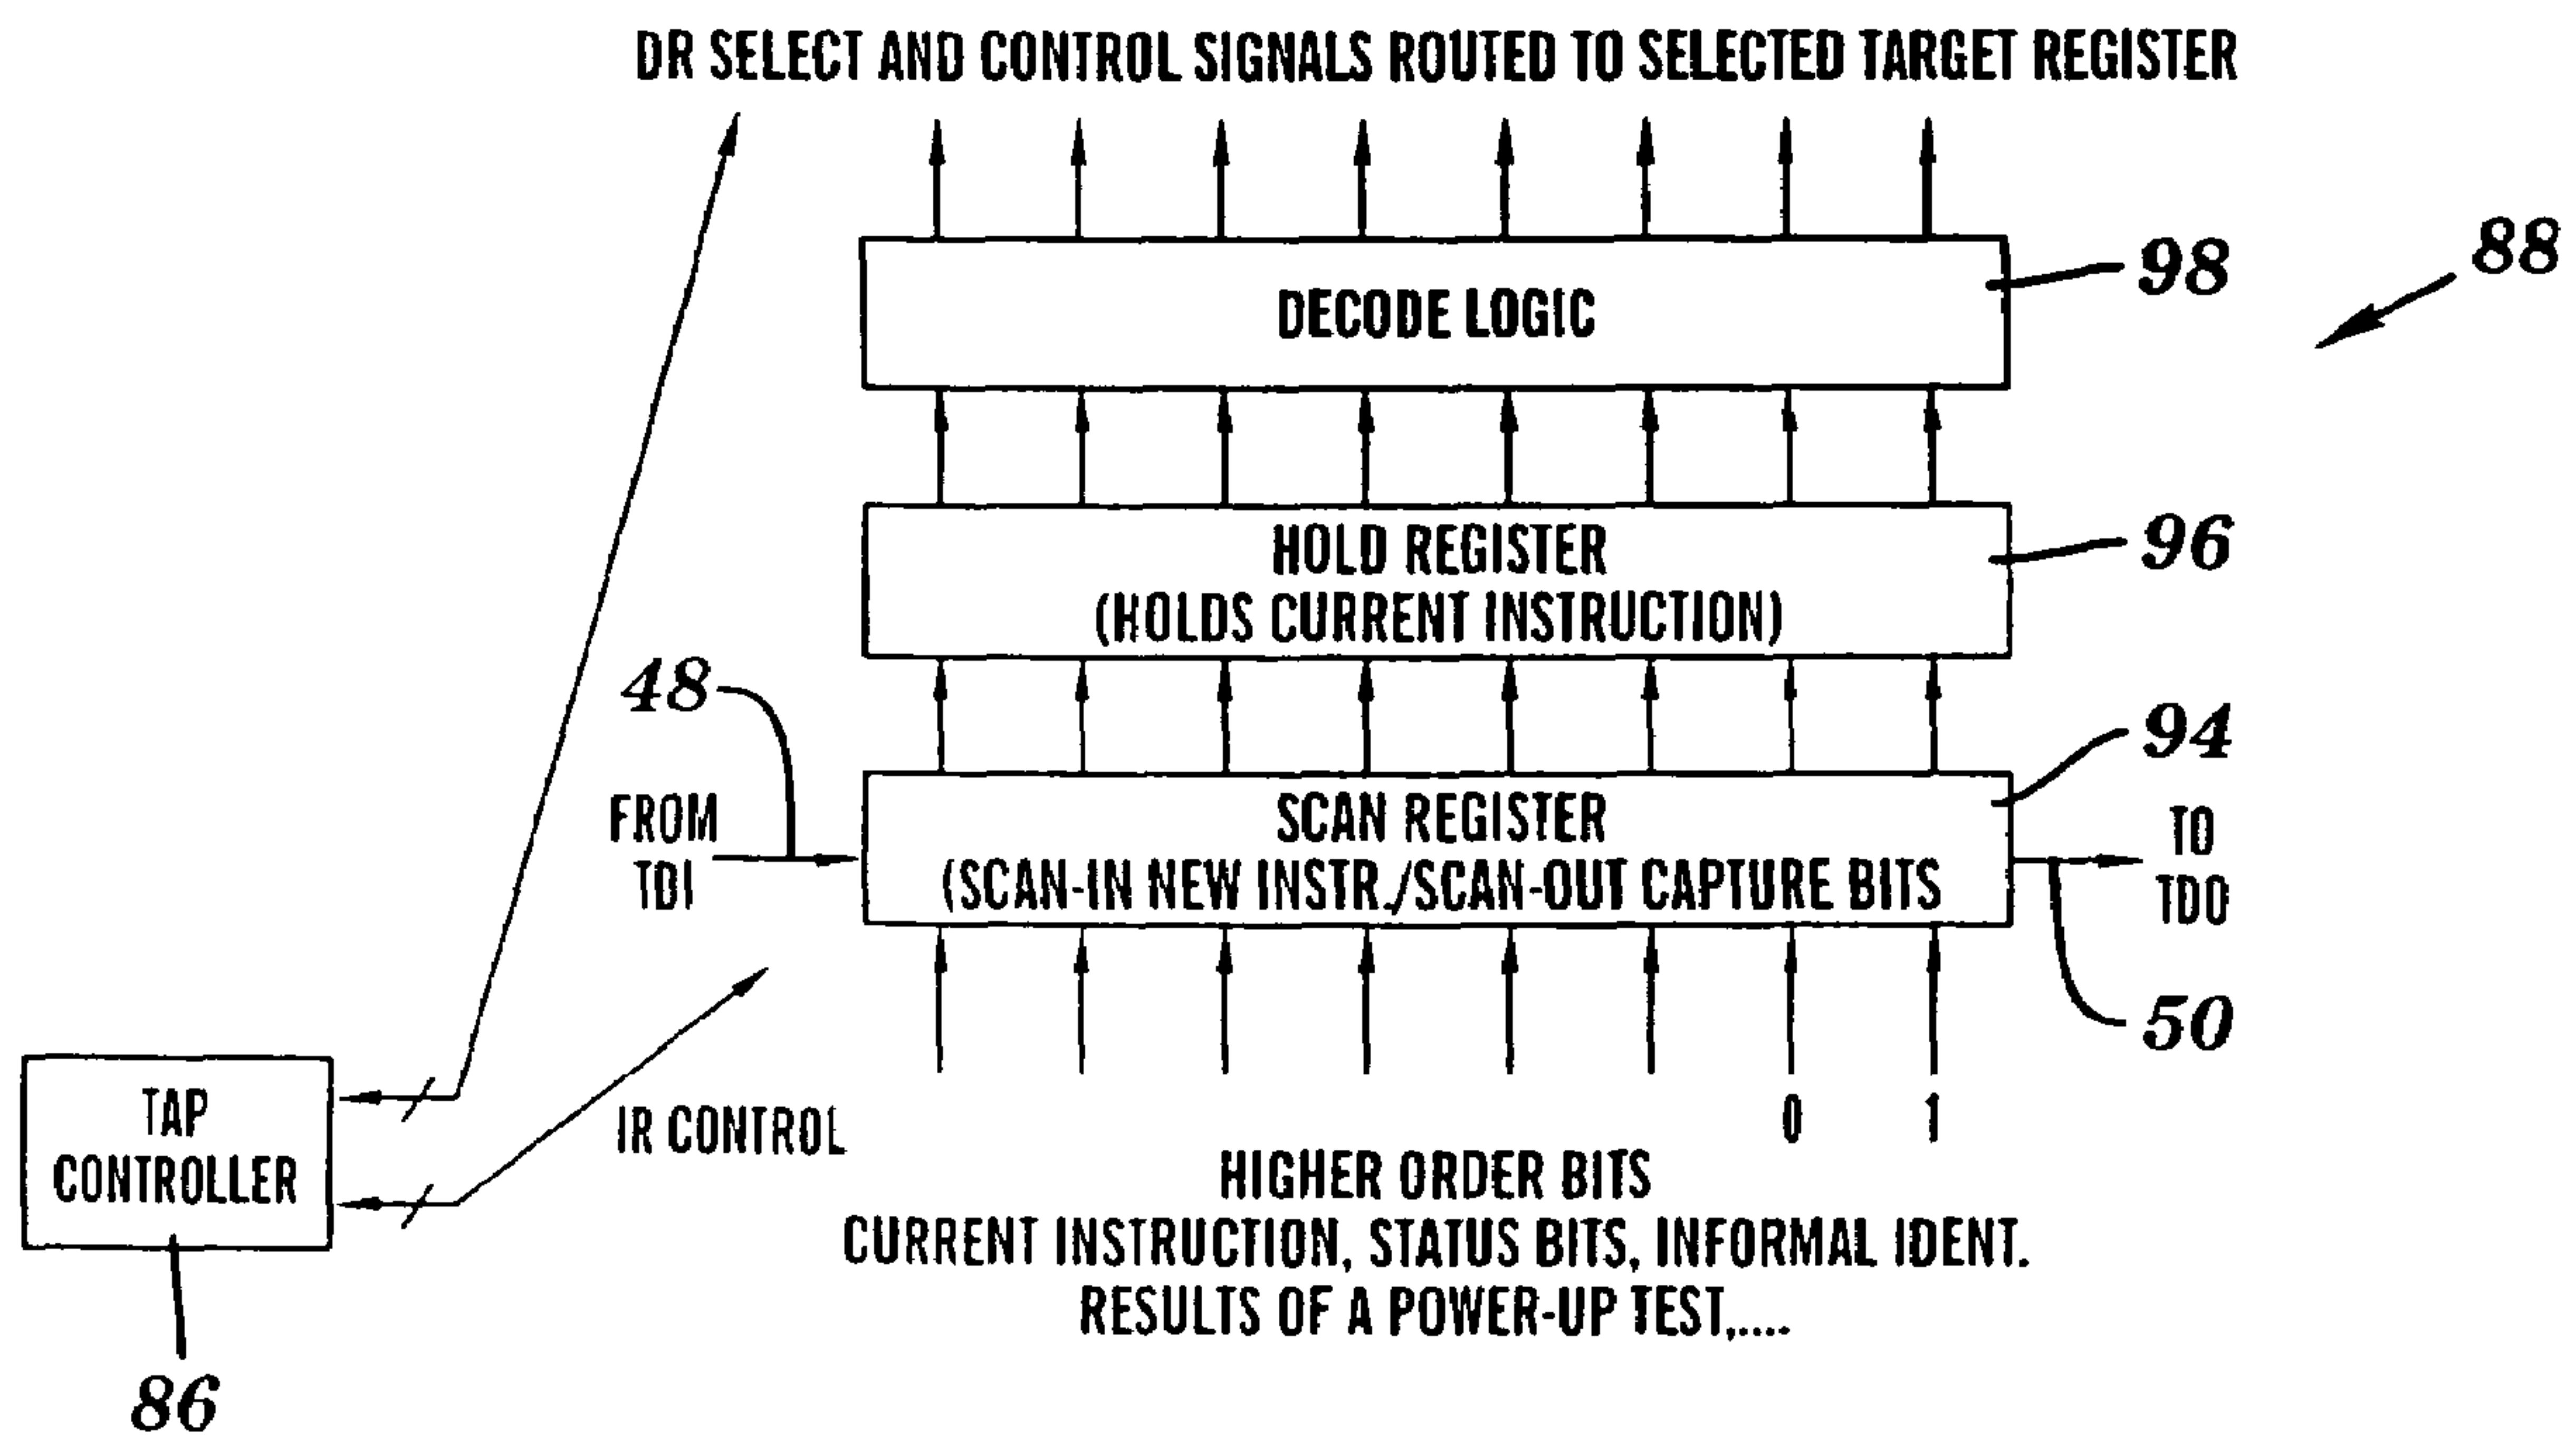 DR SELECT AND CONTROL SIGNALS ROUTED TO SELECTED TARGET REGISTER
88
DECODE LOGIC
98
HOLD REGISTER
(HOLDS CURRENT INSTRUCTION)
96
48
FROM
TDI
SCAN REGISTER
(SCAN-IN NEW INSTR./SCAN-OUT CAPTURE BITS
94
TO
TDO
50
TAP
CONTROLLER
86
IR CONTROL
0 1
HIGHER ORDER BITS
CURRENT INSTRUCTION, STATUS BITS, INFORMAL IDENT.
RESULTS OF A POWER-UP TEST,....